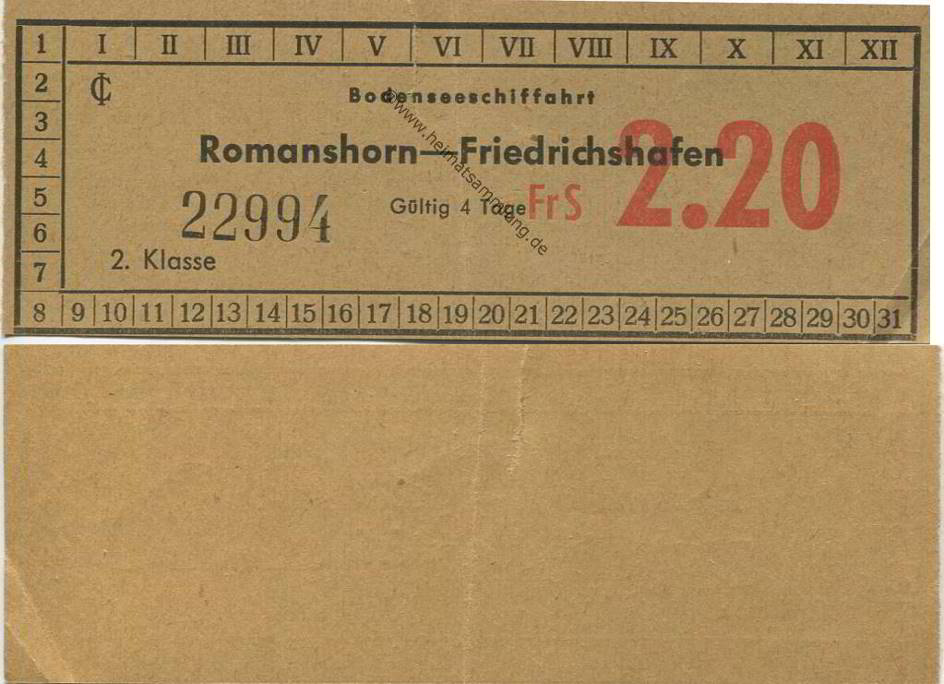 1 I II III IV V VI VII VIII IX X XI XII
2
₵ Bodenseeschiffahrt
3
4 Romanshorn—Friedrichshafen 2.20
5 22994 Gültig 4 Tage FrS
6
7 2. Klasse
8 9 10 11 12 13 14 15 16 17 18 19 20 21 22 23 24 25 26 27 28 29 30 31
©www.heimatsammlung.de